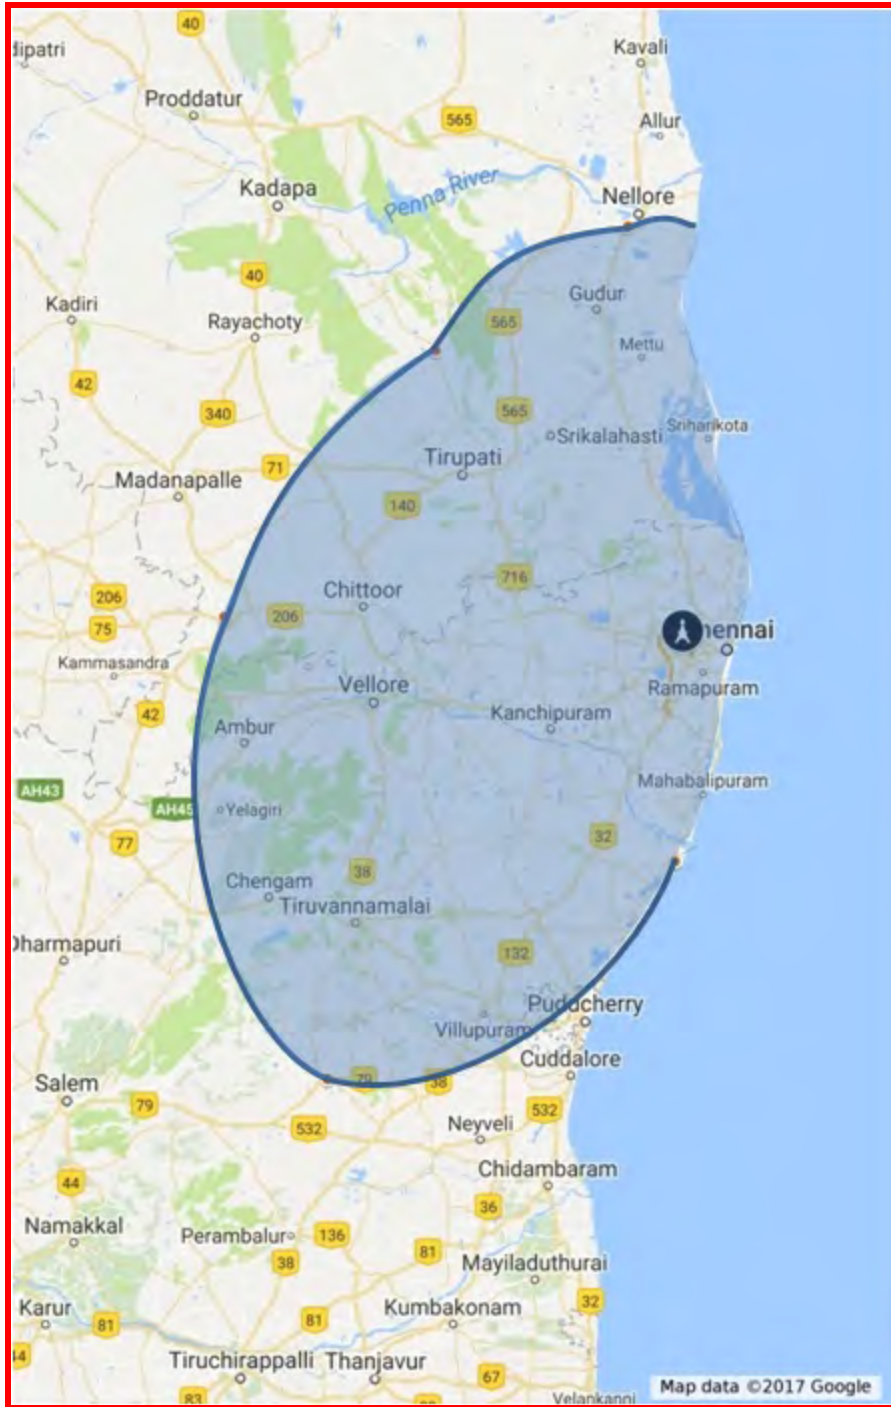 40
dipatri
Kavali
Proddatur
565
Allur
Kadapa
Penna River
Nellore
40
Kadiri
Gudur
Rayachoty
565
Mettu
42
340
565
Sriharikota
Srikalahasti
71
Tirupati
Madanapalle
140
716
Chittoor
206
206
75
hennai
Kammasandra
Vellore
Ramapuram
42
Kanchipuram
Ambur
Mahabalipuram
AH43
AH45
Yelagiri
32
77
38
Chengam
Tiruvannamalai
Dharmapuri
132
Puducherry
Villupuram
Cuddalore
Salem
79
38
79
532
532
Neyveli
Chidambaram
44
36
Namakkal
Perambalur
136
81
38
Mayiladuthurai
Karur
81
81
Kumbakonam
32
44
Tiruchirappalli
Thanjavur
67
Map data ©2017 Google
83
Velankanni